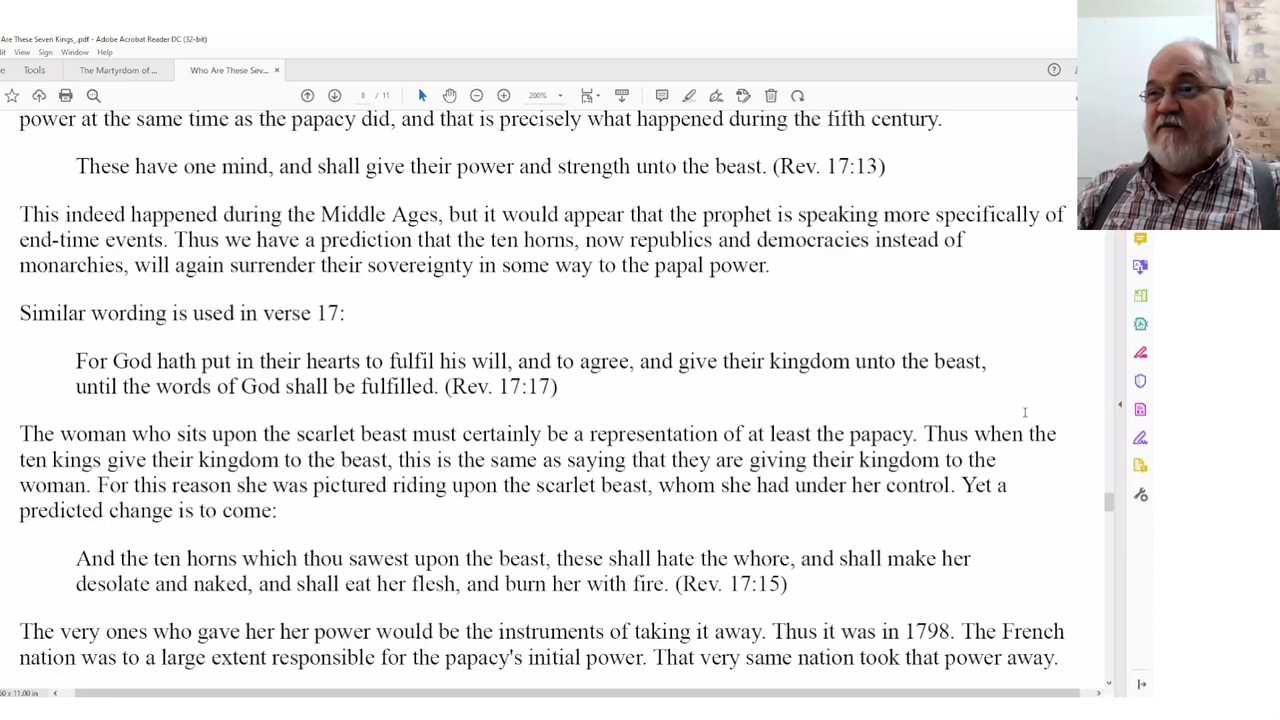 Are These Seven Kings_.pdf - Adobe Acrobat Reader DC (32-bit)
View Sign Window Help
Tools The Martyrdom of ... Who Are These Sev... ×
8 / 11 200%
power at the same time as the papacy did, and that is precisely what happened during the fifth century.
These have one mind, and shall give their power and strength unto the beast. (Rev. 17:13)
This indeed happened during the Middle Ages, but it would appear that the prophet is speaking more specifically of
end-time events. Thus we have a prediction that the ten horns, now republics and democracies instead of
monarchies, will again surrender their sovereignty in some way to the papal power.
Similar wording is used in verse 17:
For God hath put in their hearts to fulfil his will, and to agree, and give their kingdom unto the beast,
until the words of God shall be fulfilled. (Rev. 17:17)
The woman who sits upon the scarlet beast must certainly be a representation of at least the papacy. Thus when the
ten kings give their kingdom to the beast, this is the same as saying that they are giving their kingdom to the
woman. For this reason she was pictured riding upon the scarlet beast, whom she had under her control. Yet a
predicted change is to come:
And the ten horns which thou sawest upon the beast, these shall hate the whore, and shall make her
desolate and naked, and shall eat her flesh, and burn her with fire. (Rev. 17:15)
The very ones who gave her her power would be the instruments of taking it away. Thus it was in 1798. The French
nation was to a large extent responsible for the papacy's initial power. That very same nation took that power away.
x 11.00 in